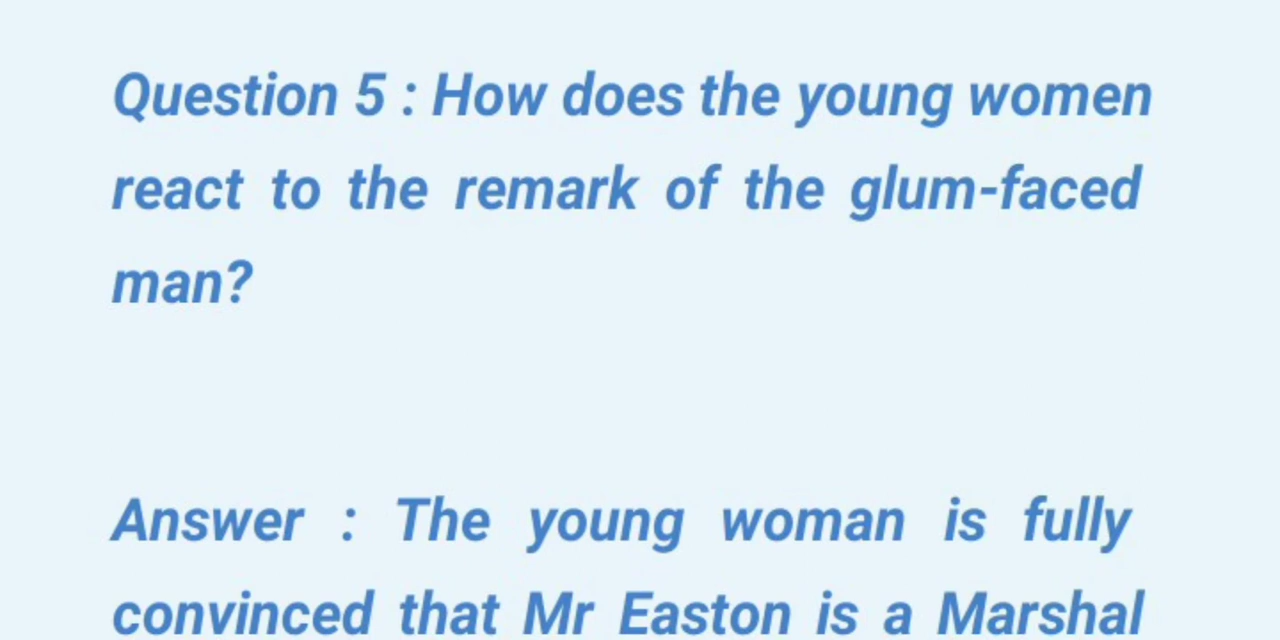 Question 5 : How does the young women
react to the remark of the glum-faced
man?
Answer : The young woman is fully
convinced that Mr Easton is a Marshal